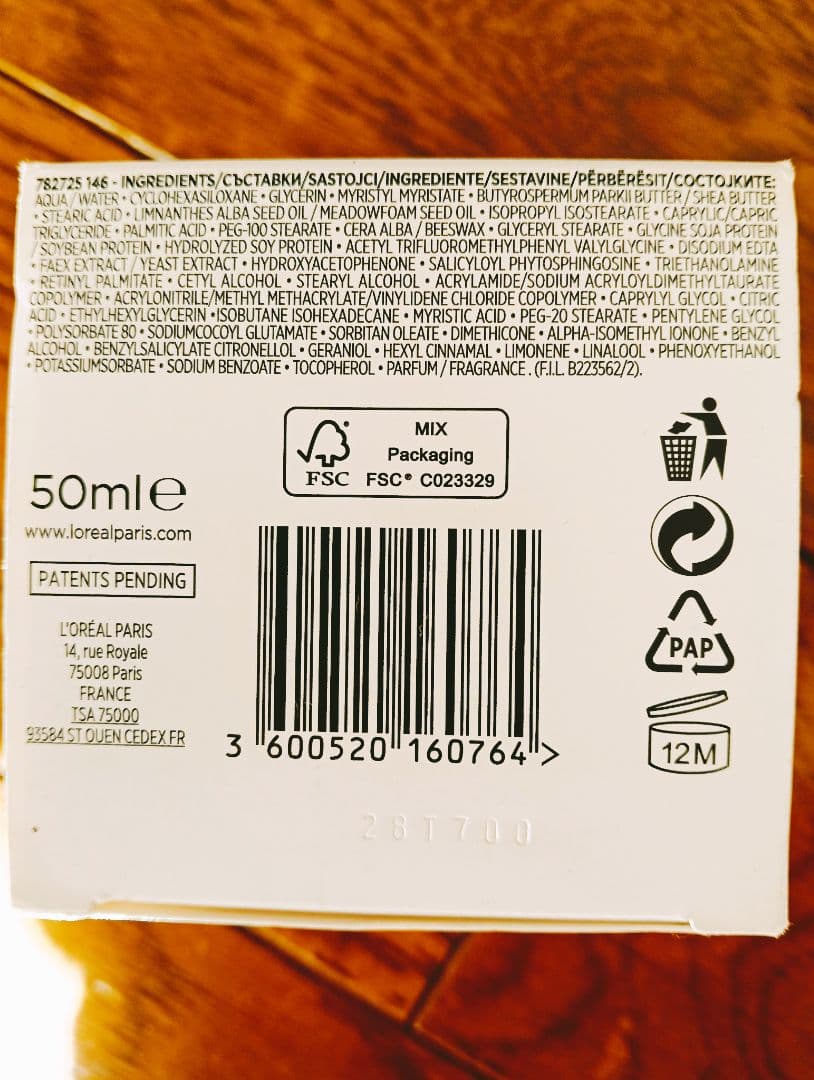 782725 146 - INGREDIENTS/СЪСТАВКИ/SASTOJCI/INGREDIENTE/SESTAVINE/PËRBËRËSIT/СОСТОЈКИТЕ:
AQUA / WATER • CYCLOHEXASILOXANE • GLYCERIN • MYRISTYL MYRISTATE • BUTYROSPERMUM PARKII BUTTER / SHEA BUTTER
• STEARIC ACID • LIMNANTHES ALBA SEED OIL / MEADOWFOAM SEED OIL • ISOPROPYL ISOSTEARATE • CAPRYLIC/CAPRIC
TRIGLYCERIDE • PALMITIC ACID • PEG-100 STEARATE • CERA ALBA / BEESWAX • GLYCERYL STEARATE • GLYCINE SOJA PROTEIN
/ SOYBEAN PROTEIN • HYDROLYZED SOY PROTEIN • ACETYL TRIFLUOROMETHYLPHENYL VALYLGLYCINE • DISODIUM EDTA
• FAEX EXTRACT / YEAST EXTRACT • HYDROXYACETOPHENONE • SALICYLOYL PHYTOSPHINGOSINE • TRIETHANOLAMINE
• RETINYL PALMITATE • CETYL ALCOHOL • STEARYL ALCOHOL • ACRYLAMIDE/SODIUM ACRYLOYLDIMETHYLTAURATE
COPOLYMER • ACRYLONITRILE/METHYL METHACRYLATE/VINYLIDENE CHLORIDE COPOLYMER • CAPRYLYL GLYCOL • CITRIC
ACID • ETHYLHEXYLGLYCERIN •ISOBUTANE ISOHEXADECANE • MYRISTIC ACID • PEG-20 STEARATE • PENTYLENE GLYCOL
•POLYSORBATE 80 • SODIUMCOCOYL GLUTAMATE • SORBITAN OLEATE • DIMETHICONE • ALPHA-ISOMETHYL IONONE • BENZYL
ALCOHOL • BENZYLSALICYLATE CITRONELLOL • GERANIOL • HEXYL CINNAMAL • LIMONENE • LINALOOL • PHENOXYETHANOL
• POTASSIUMSORBATE • SODIUM BENZOATE • TOCOPHEROL • PARFUM / FRAGRANCE . (F.I.L. B223562/2).
MIX
Packaging
FSC FSC® C023329
50ml e
www.lorealparis.com
PATENTS PENDING
L'ORÉAL PARIS
14, rue Royale
75008 Paris
FRANCE
TSA 75000
93584 ST OUEN CEDEX FR
3 600520 160764 >
PAP
12M
28T700